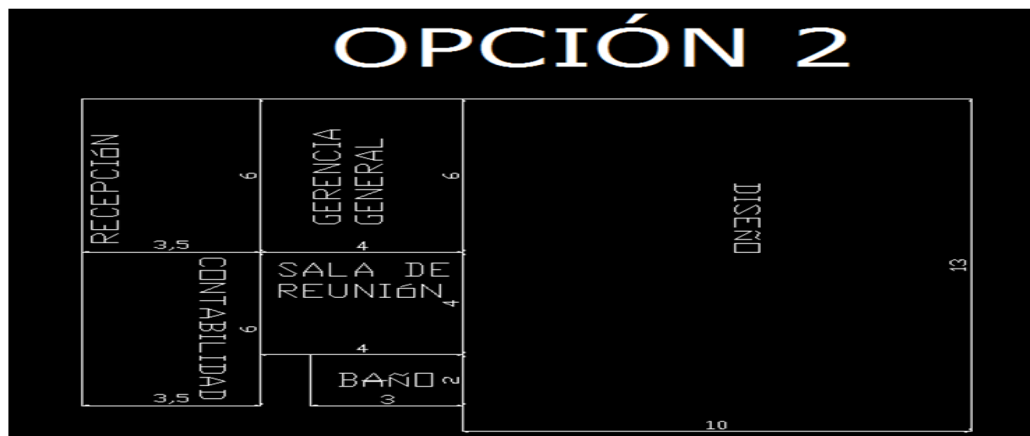 OPCIÓN 2
RECEPCIÓN
6
3,5
GERENCIA
GENERAL
6
4
DISEÑO
13
10
CONTABILIDAD
6
3,5
SALA DE
REUNIÓN
4
4
BAÑO
2
3